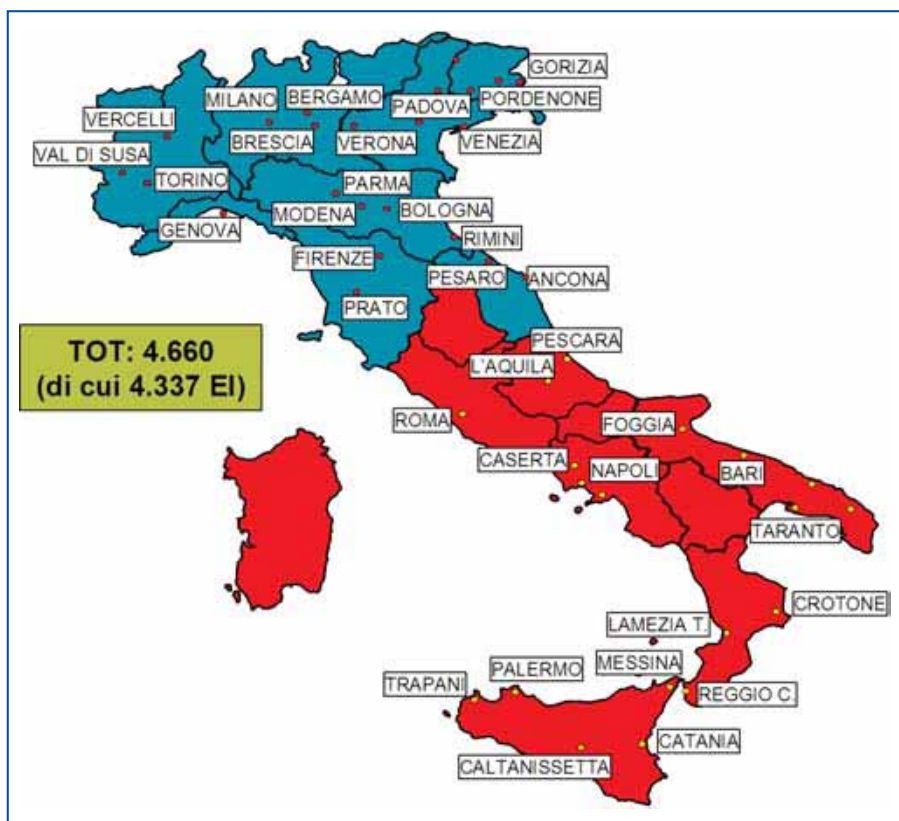 GORIZIA
MILANO
BERGAMO
PADOVA
PORDENONE
VERCELLI
BRESCIA
VERONA
VENEZIA
VAL DI SUSA
TORINO
PARMA
MODENA
BOLOGNA
GENOVA
RIMINI
FIRENZE
PESARO
ANCONA
PRATO
TOT: 4.660
(di cui 4.337 EI)
PESCARA
L'AQUILA
ROMA
FOGGIA
CASERTA
NAPOLI
BARI
TARANTO
CROTONE
LAMEZIA T.
MESSINA
PALERMO
TRAPANI
REGGIO C.
CATANIA
CALTANISSETTA